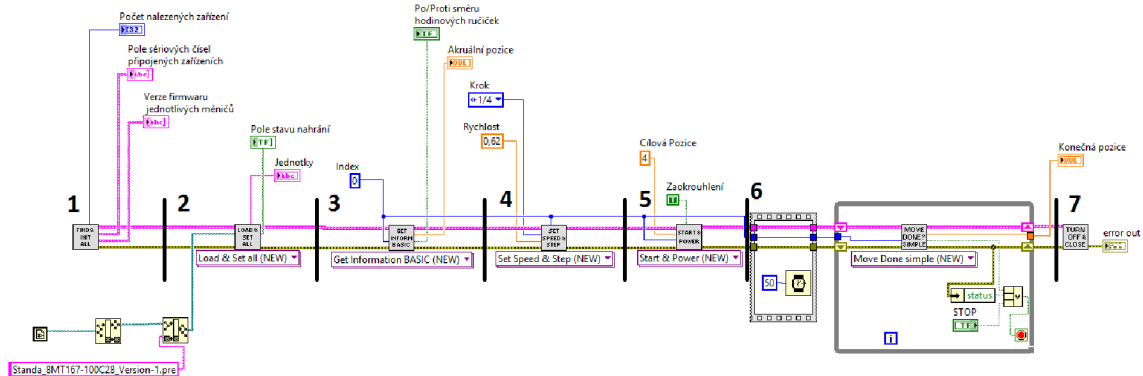 Počet nalezených zařízení
I32
Pole sériových čísel
připojených zařízeních
abc
Verze firmwaru
jednotlivých měničů
abc
Po/Proti směru
hodinových ručiček
TF
Akruální pozice
DBL
Krok
1/4
Rychlost
0,62
Pole stavu nahrání
TF
Jednotky
abc
Index
0
Cílová Pozice
4
Zaokrouhlení
T
Konečná pozice
DBL
1
2
3
4
5
6
7
FIND &
INIT
ALL
LOAD &
SET
ALL
GET
INFORM
BASIC
SET
SPEED &
STEP
START &
POWER
MOVE
DONE?
SIMPLE
TURN
OFF &
CLOSE
error out
Load & Set all (NEW)
Get Information BASIC (NEW)
Set Speed & Step (NEW)
Start & Power (NEW)
Move Done simple (NEW)
50
status
STOP
TF
i
Standa_8MT167-100C28_Version-1.pre